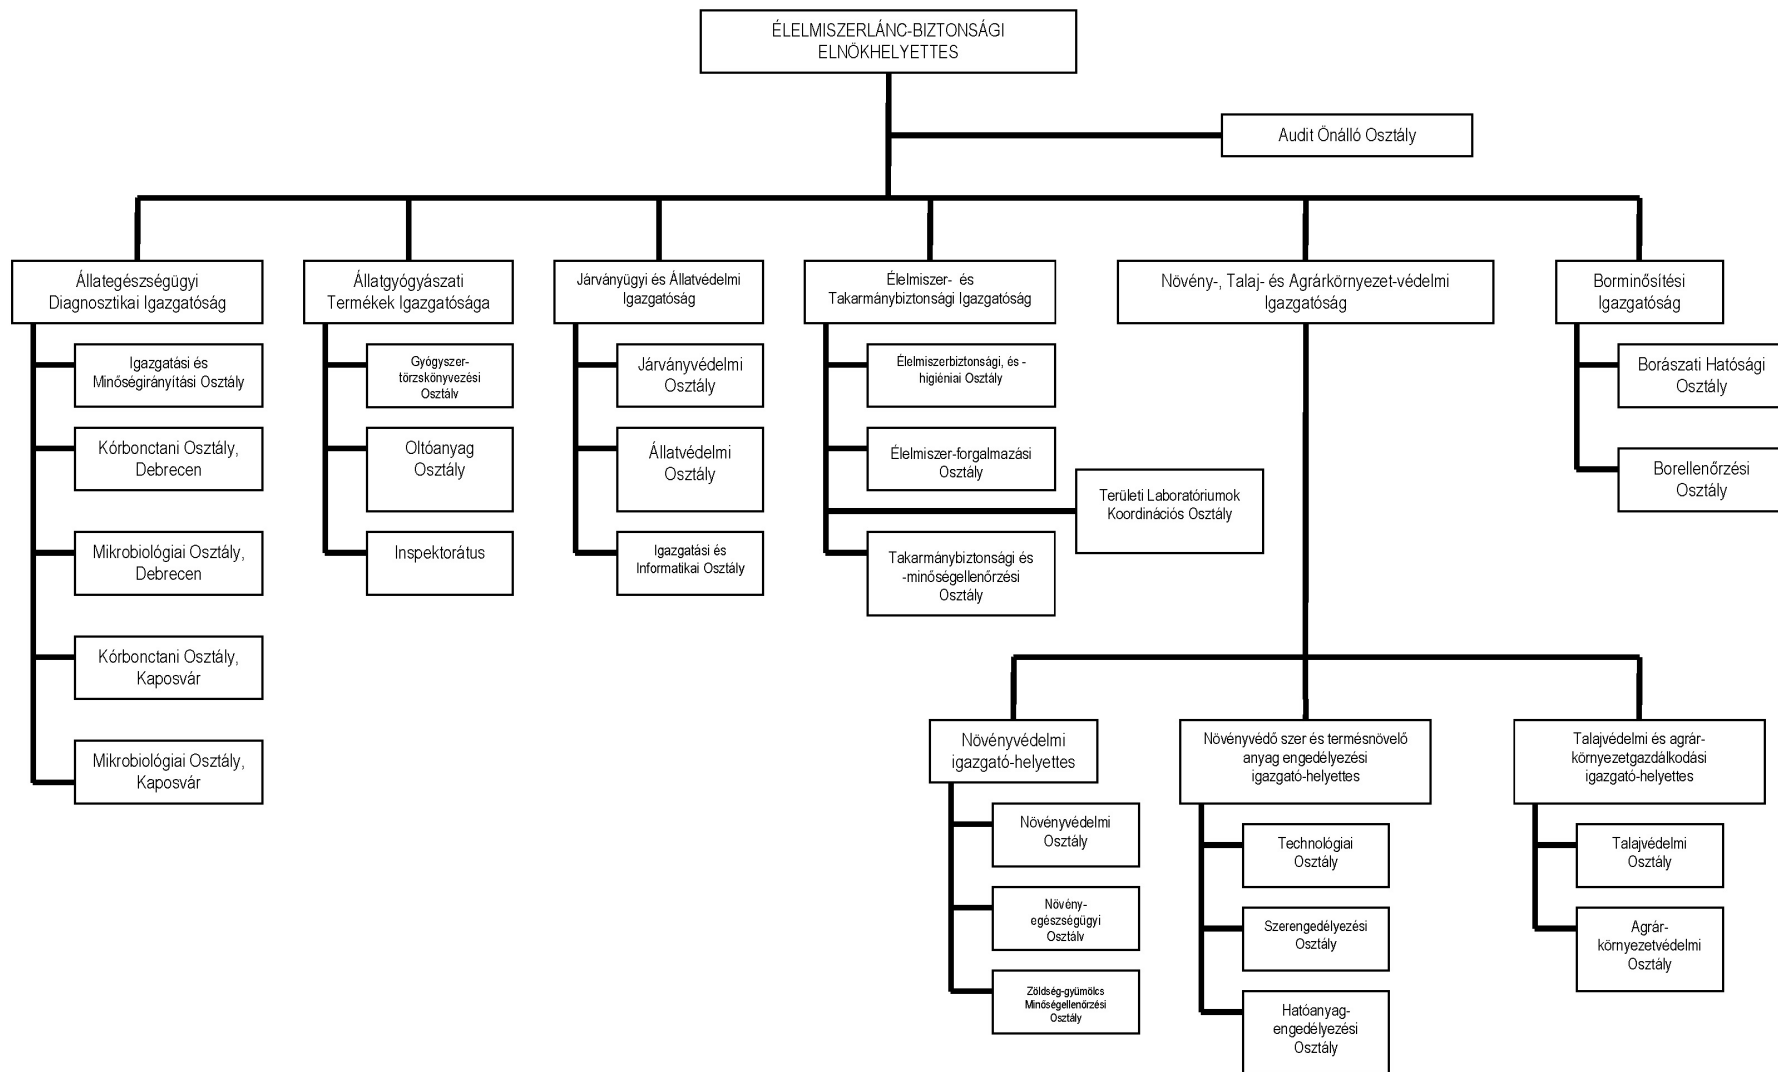 ÉLELMISZERLÁNC-BIZTONSÁGI
ELNÖKHELYETTES
Audit Önálló Osztály
Állategészségügyi
Diagnosztikai Igazgatóság
Igazgatási és
Minőségirányítási Osztály
Kórbonctani Osztály,
Debrecen
Mikrobiológiai Osztály,
Debrecen
Kórbonctani Osztály,
Kaposvár
Mikrobiológiai Osztály,
Kaposvár
Állatgyógyászati
Termékek Igazgatósága
Gyógyszer-
törzskönyvezési
Osztály
Oltóanyag
Osztály
Inspektorátus
Járványügyi és Állatvédelmi
Igazgatóság
Járványvédelmi
Osztály
Állatvédelmi
Osztály
Igazgatási és
Informatikai Osztály
Élelmiszer- és
Takarmánybiztonsági Igazgatóság
Élelmiszerbiztonsági, és -
higiéniai Osztály
Élelmiszer-forgalmazási
Osztály
Területi Laboratóriumok
Koordinációs Osztály
Takarmánybiztonsági és
-minőségellenőrzési
Osztály
Növény-, Talaj- és Agrárkörnyezet-védelmi
Igazgatóság
Növényvédelmi
igazgató-helyettes
Növényvédelmi
Osztály
Növény-
egészségügyi
Osztály
Zöldség-gyümölcs
Minőségellenőrzési
Osztály
Növényvédő szer és termésnövelő
anyag engedélyezési
igazgató-helyettes
Technológiai
Osztály
Szerengedélyezési
Osztály
Hatóanyag-
engedélyezési
Osztály
Talajvédelmi és agrár-
környezetgazdálkodási
igazgató-helyettes
Talajvédelmi
Osztály
Agrár-
környezetvédelmi
Osztály
Borminősítési
Igazgatóság
Borászati Hatósági
Osztály
Borellenőrzési
Osztály